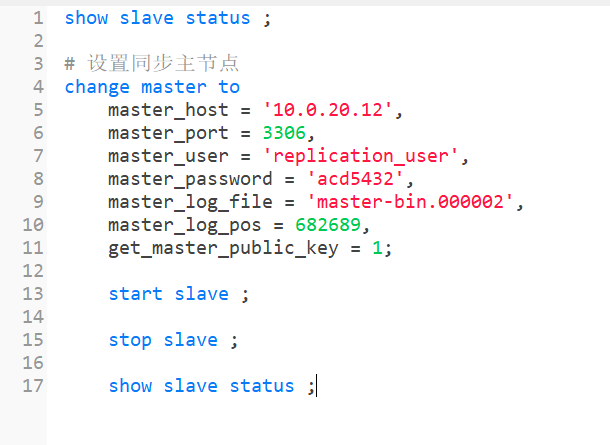 1 show slave status ;
2
3 # 设置同步主节点
4 change master to
5 master_host = '10.0.20.12',
6 master_port = 3306,
7 master_user = 'replication_user',
8 master_password = 'acd5432',
9 master_log_file = 'master-bin.000002',
10 master_log_pos = 682689,
11 get_master_public_key = 1;
12
13 start slave ;
14
15 stop slave ;
16
17 show slave status ;